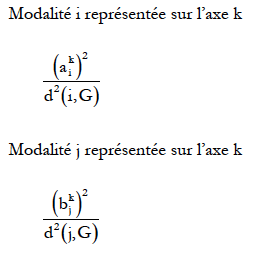 Modalité i représentée sur l'axe k
(a_i^k)^2
d^2(i,G)
Modalité j représentée sur l'axe k
(b_j^k)^2
d^2(j,G)